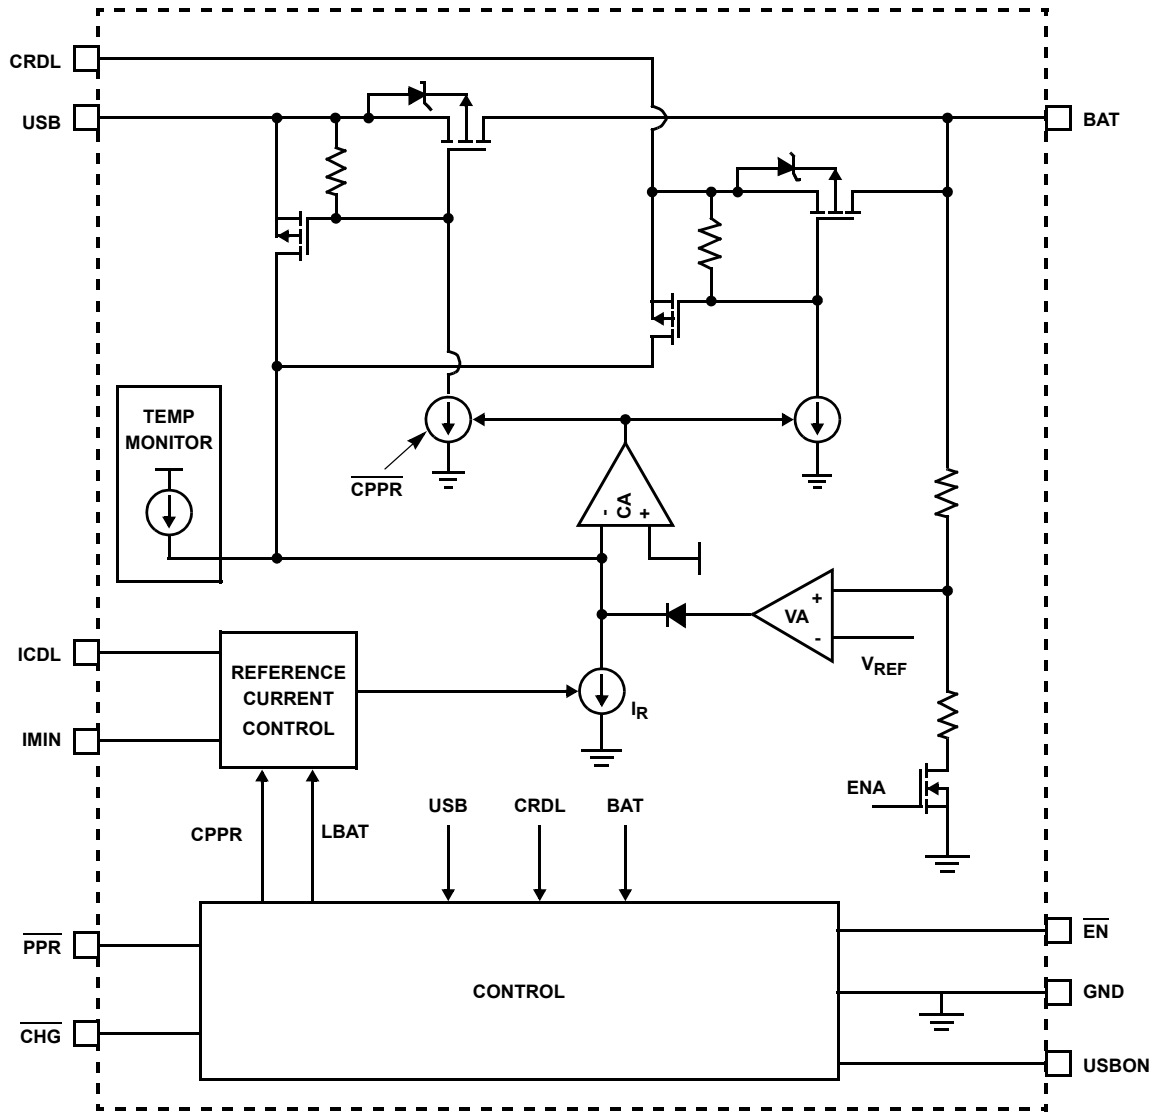 CRDL
USB
BAT
TEMP
MONITOR
CPPR
- CA +
ICDL
REFERENCE
CURRENT
CONTROL
IMIN
+
VA
-
VREF
IR
ENA
USB
CRDL
BAT
CPPR
LBAT
PPR
CONTROL
EN
GND
CHG
USBON